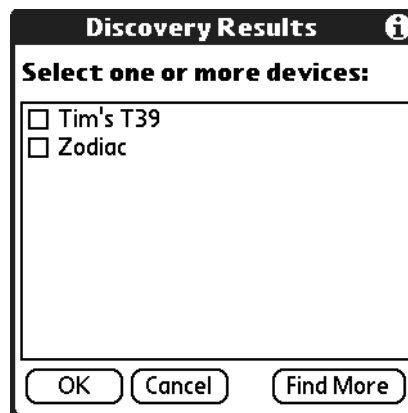 Discovery Results
Select one or more devices:
Tim's T39
Zodiac
OK Cancel Find More